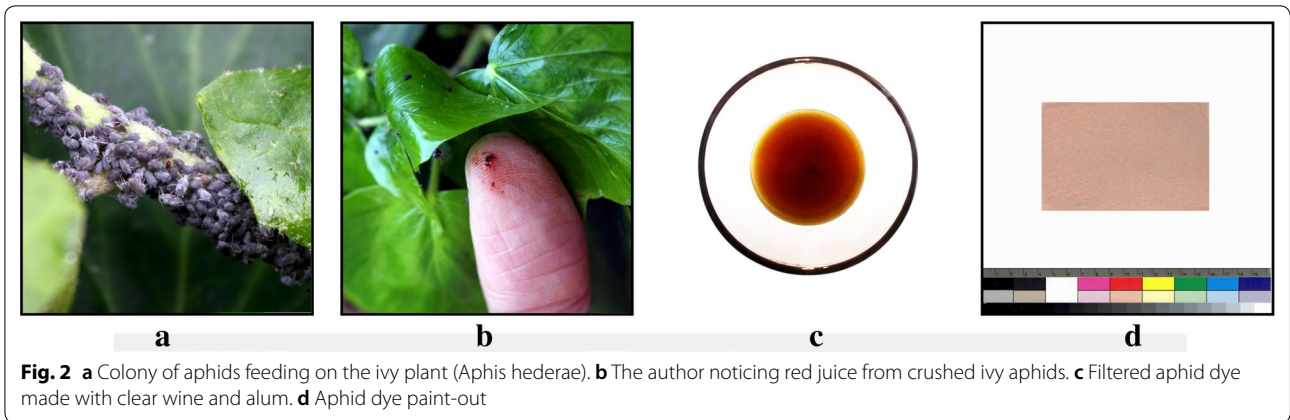 a
b
c
d
Fig. 2 a Colony of aphids feeding on the ivy plant (Aphis hederae). b The author noticing red juice from crushed ivy aphids. c Filtered aphid dye
made with clear wine and alum. d Aphid dye paint-out